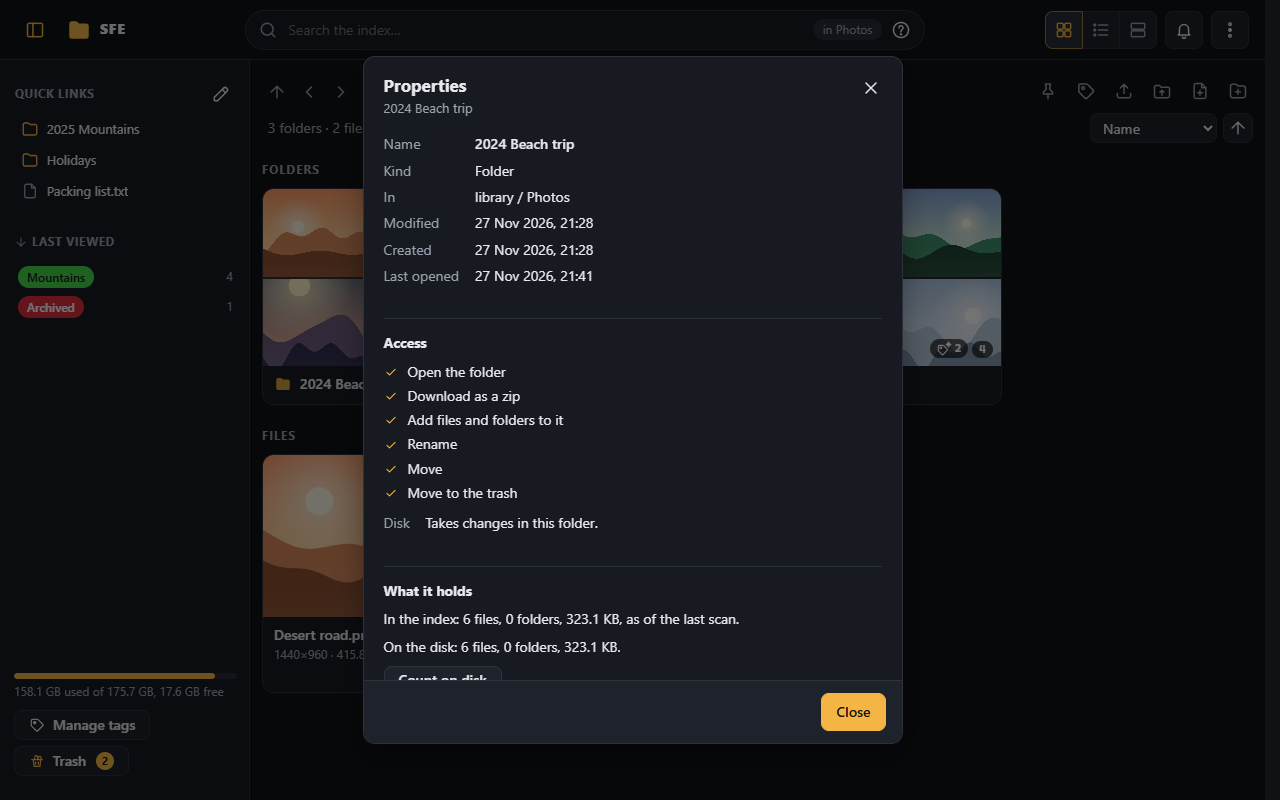 SFE
Search the index...
in Photos
QUICK LINKS
2025 Mountains
Holidays
Packing list.txt
LAST VIEWED
Mountains 4
Archived 1
158.1 GB used of 175.7 GB, 17.6 GB free
Manage tags
Trash 2
3 folders · 2 file
Name
FOLDERS
2 4
2024 Beac
FILES
Desert road.pr
1440×960 · 415.8
Properties
2024 Beach trip
Name 2024 Beach trip
Kind Folder
In library / Photos
Modified 27 Nov 2026, 21:28
Created 27 Nov 2026, 21:28
Last opened 27 Nov 2026, 21:41
Access
Open the folder
Download as a zip
Add files and folders to it
Rename
Move
Move to the trash
Disk Takes changes in this folder.
What it holds
In the index: 6 files, 0 folders, 323.1 KB, as of the last scan.
On the disk: 6 files, 0 folders, 323.1 KB.
Count on disk
Close